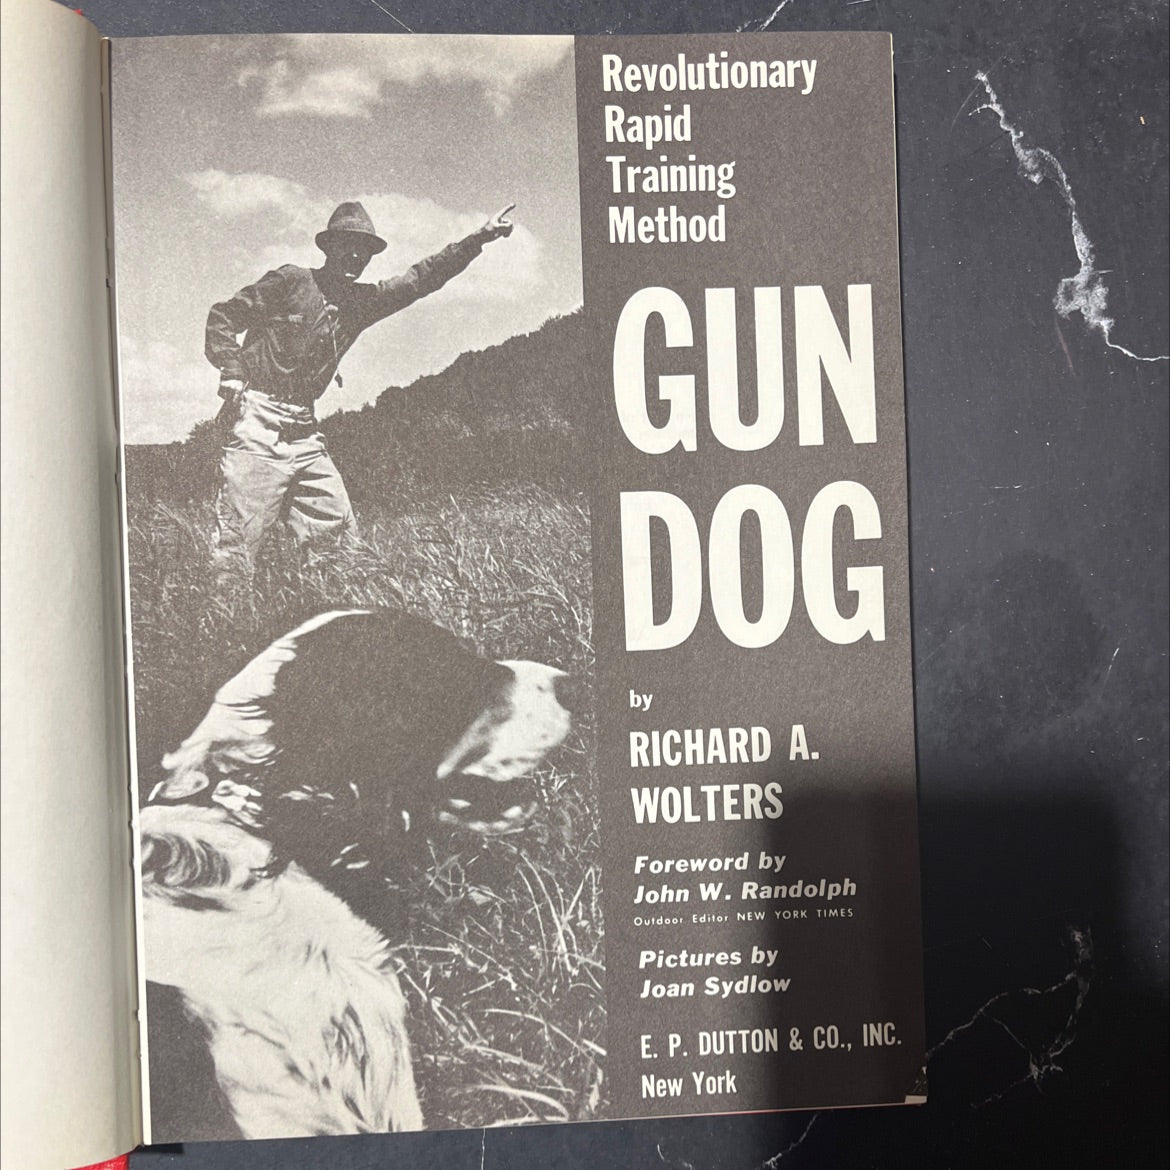 Revolutionary
Rapid
Training
Method
GUN
DOG
by
RICHARD A.
WOLTERS
Foreword by
John W. Randolph
Outdoor Editor NEW YORK TIMES
Pictures by
Joan Sydlow
E. P. DUTTON & CO., INC.
New York